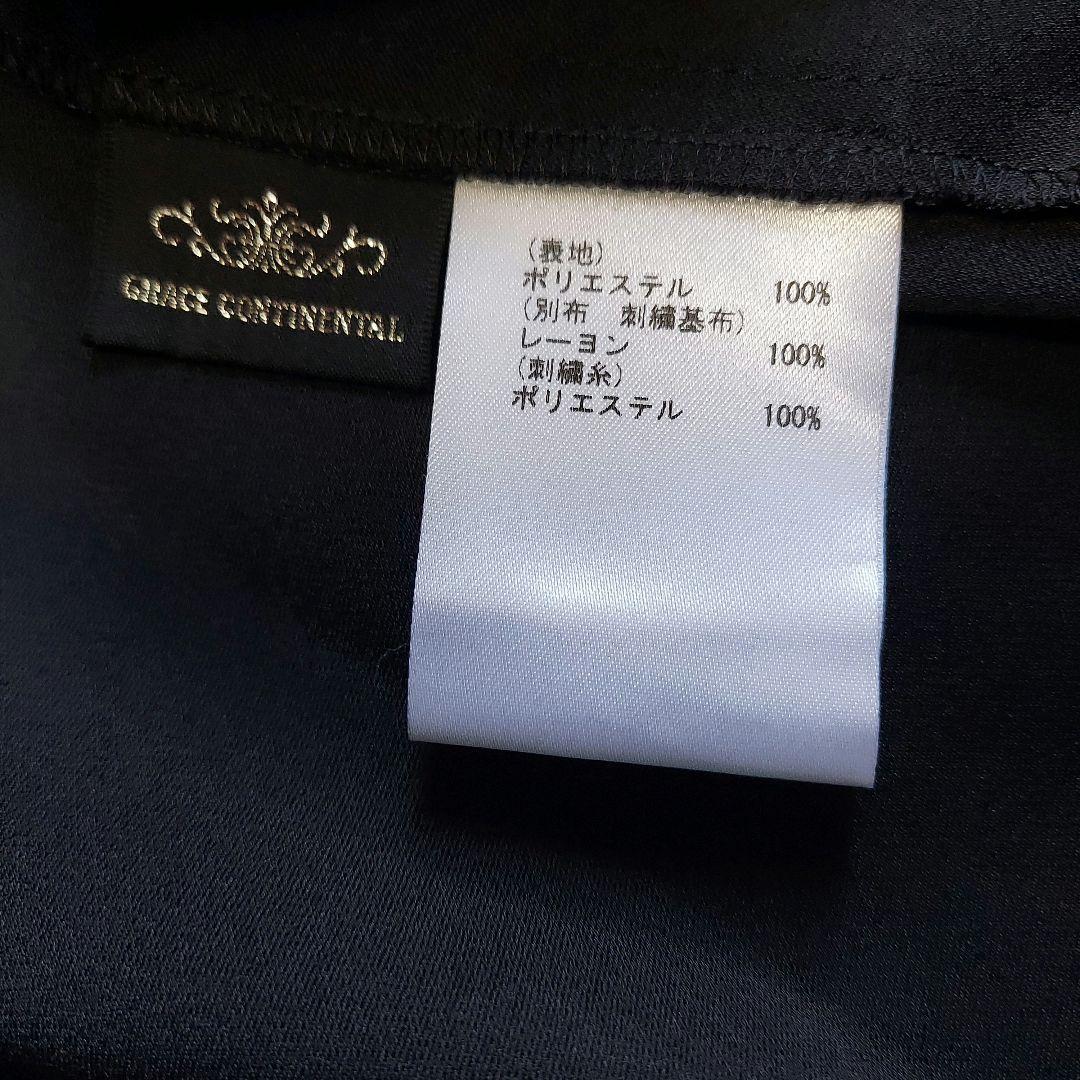 GRACE CONTINENTAL
(表地)
ポリエステル 100%
(別布 刺繍基布)
レーヨン 100%
(刺繍糸)
ポリエステル 100%